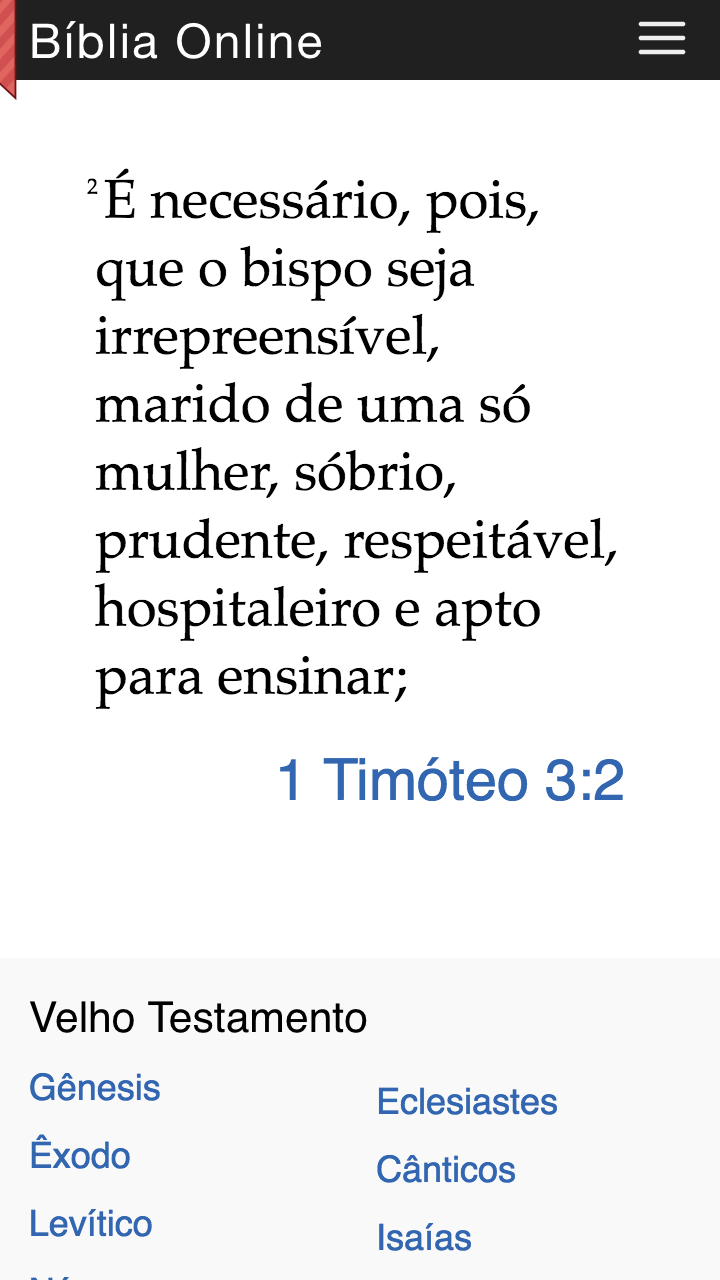 Bíblia Online
2 É necessário, pois,
que o bispo seja
irrepreensível,
marido de uma só
mulher, sóbrio,
prudente, respeitável,
hospitaleiro e apto
para ensinar;
1 Timóteo 3:2
Velho Testamento
Gênesis
Êxodo
Levítico
Eclesiastes
Cânticos
Isaías